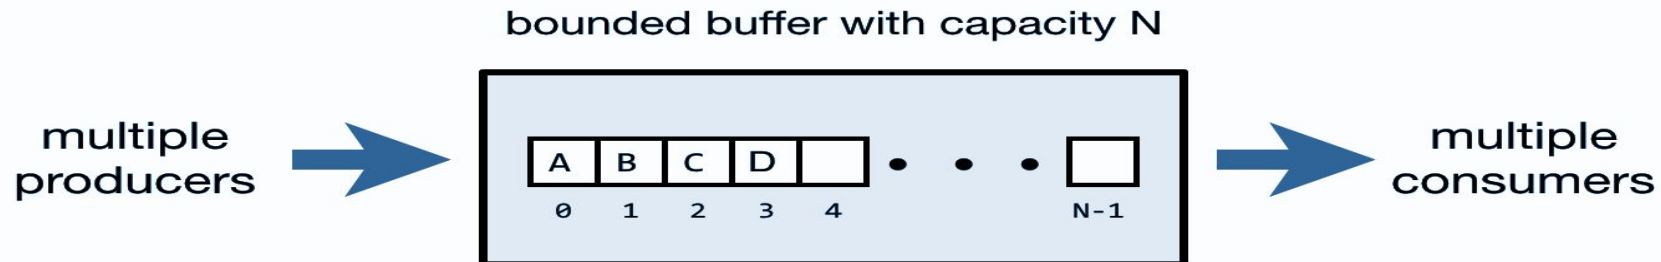 bounded buffer with capacity N
multiple
producers
A B C D
0 1 2 3 4 N-1
multiple
consumers